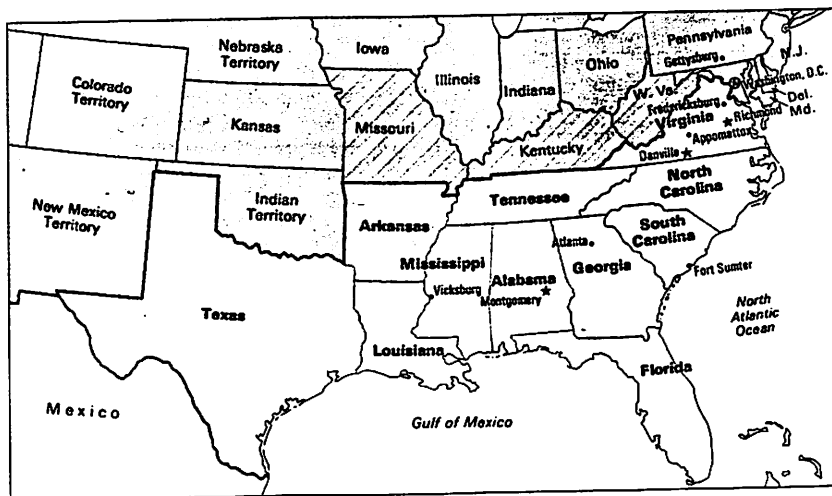 Nebraska
Territory
Iowa
Pennsylvania
Gettysburg
N.J.
Colorado
Territory
Illinois
Indiana
Ohio
Washington, D.C.
W. Va.
Del.
Md.
Kansas
Missouri
Fredericksburg
Virginia
Richmond
Appomattox
Kentucky
Danville
New Mexico
Territory
Indian
Territory
Arkansas
Tennessee
North
Carolina
South
Carolina
Atlanta
Mississippi
Alabama
Georgia
Vicksburg
Montgomery
Fort Sumter
Texas
Louisiana
North
Atlantic
Ocean
Florida
Mexico
Gulf of Mexico